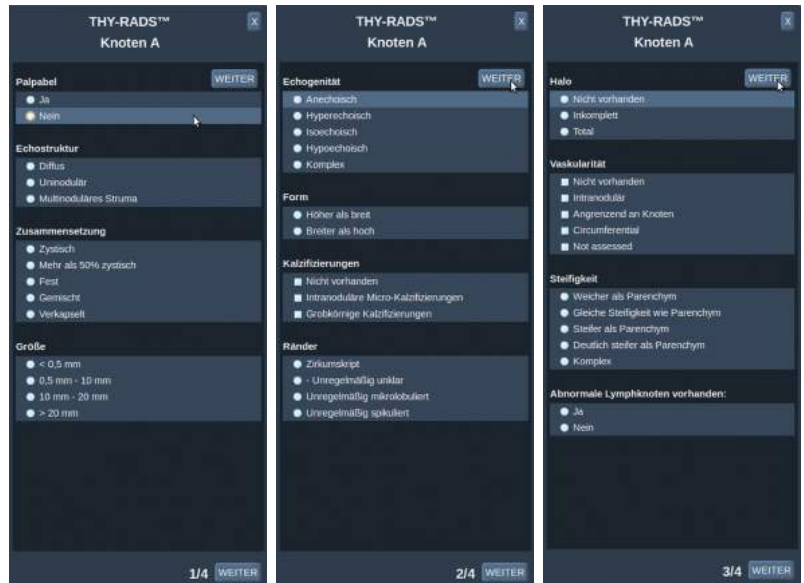 THY-RADS™
X
Knoten A
Palpabel
WEITER
Ja
Nein
Echostruktur
Diffus
Uninodulär
Multinoduläres Struma
Zusammensetzung
Zystisch
Mehr als 50% zystisch
Fest
Gemischt
Verkapselt
Größe
< 0,5 mm
0,5 mm - 10 mm
10 mm - 20 mm
> 20 mm
1/4 WEITER
THY-RADS™
X
Knoten A
Echogenität
WEITER
Anechoisch
Hyperechoisch
Isoechoisch
Hypoechoisch
Komplex
Form
Höher als breit
Breiter als hoch
Kalzifizierungen
Nicht vorhanden
Intranoduläre Micro-Kalzifizierungen
Grobkörnige Kalzifizierungen
Ränder
Zirkumskript
- Unregelmäßig unklar
Unregelmäßig mikrolobuliert
Unregelmäßig spikuliert
2/4 WEITER
THY-RADS™
X
Knoten A
Halo
WEITER
Nicht vorhanden
Inkomplett
Total
Vaskularität
Nicht vorhanden
Intranodulär
Angrenzend an Knoten
Circumferential
Not assessed
Steifigkeit
Weicher als Parenchym
Gleiche Steifigkeit wie Parenchym
Steifer als Parenchym
Deutlich steifer als Parenchym
Komplex
Abnormale Lymphknoten vorhanden:
Ja
Nein
3/4 WEITER